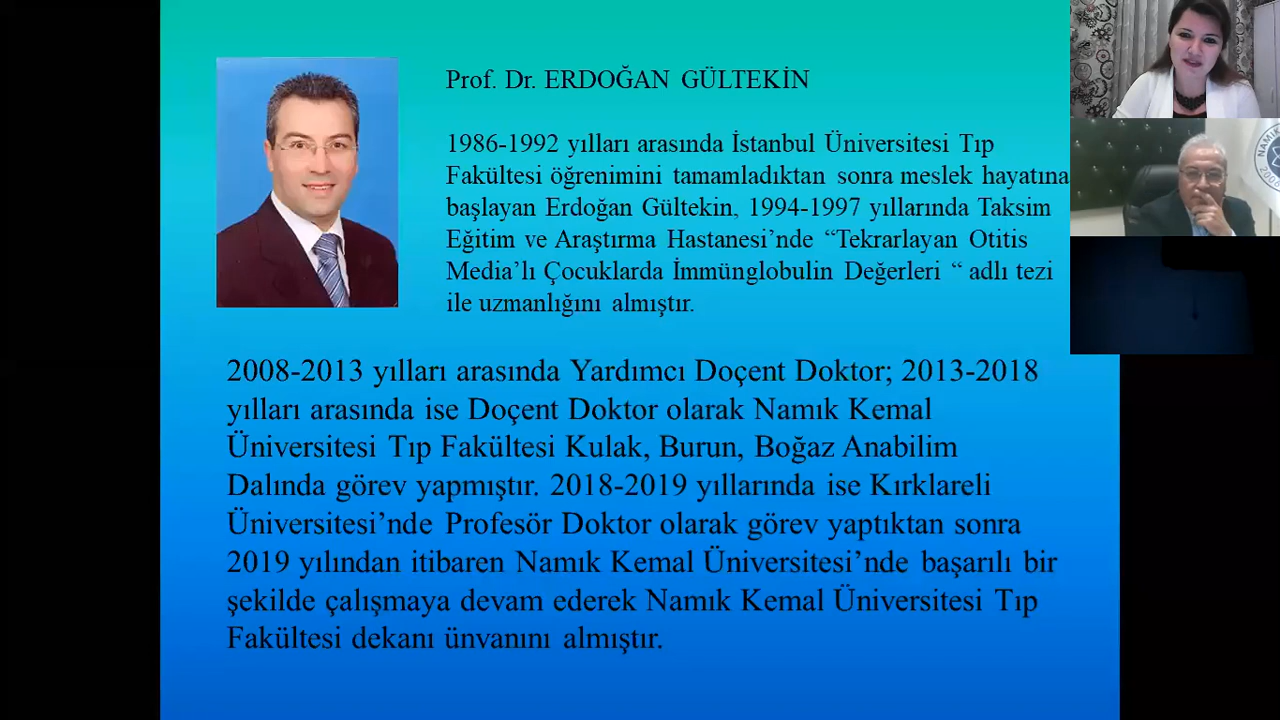 Prof. Dr. ERDOĞAN GÜLTEKİN
1986-1992 yılları arasında İstanbul Üniversitesi Tıp
Fakültesi öğrenimini tamamladıktan sonra meslek hayatına
başlayan Erdoğan Gültekin, 1994-1997 yıllarında Taksim
Eğitim ve Araştırma Hastanesi’nde “Tekrarlayan Otitis
Media’lı Çocuklarda İmmünglobulin Değerleri “ adlı tezi
ile uzmanlığını almıştır.
2008-2013 yılları arasında Yardımcı Doçent Doktor; 2013-2018
yılları arasında ise Doçent Doktor olarak Namık Kemal
Üniversitesi Tıp Fakültesi Kulak, Burun, Boğaz Anabilim
Dalında görev yapmıştır. 2018-2019 yıllarında ise Kırklareli
Üniversitesi’nde Profesör Doktor olarak görev yaptıktan sonra
2019 yılından itibaren Namık Kemal Üniversitesi’nde başarılı bir
şekilde çalışmaya devam ederek Namık Kemal Üniversitesi Tıp
Fakültesi dekanı ünvanını almıştır.